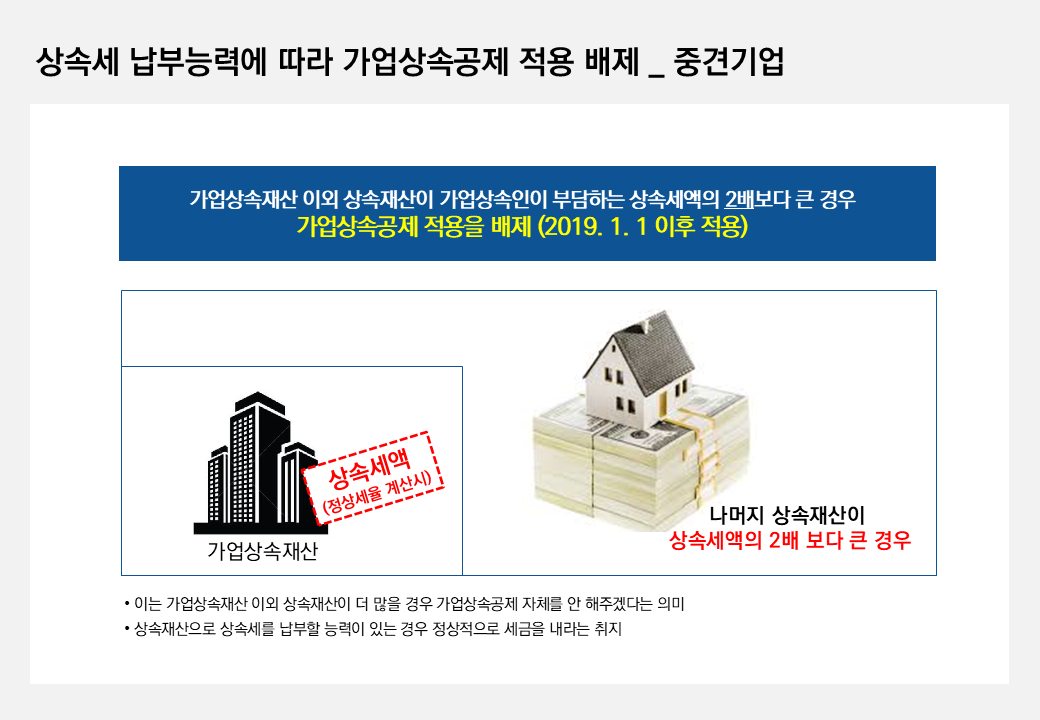 상속세 납부능력에 따라 가업상속공제 적용 배제 _ 중견기업
가업상속재산 이외 상속재산이 가업상속인이 부담하는 상속세액의 2배보다 큰 경우
가업상속공제 적용을 배제 (2019. 1. 1 이후 적용)
상속세액
(정상세율 계산시)
가업상속재산
나머지 상속재산이
상속세액의 2배 보다 큰 경우
• 이는 가업상속재산 이외 상속재산이 더 많을 경우 가업상속공제 자체를 안 해주겠다는 의미
• 상속재산으로 상속세를 납부할 능력이 있는 경우 정상적으로 세금을 내라는 취지